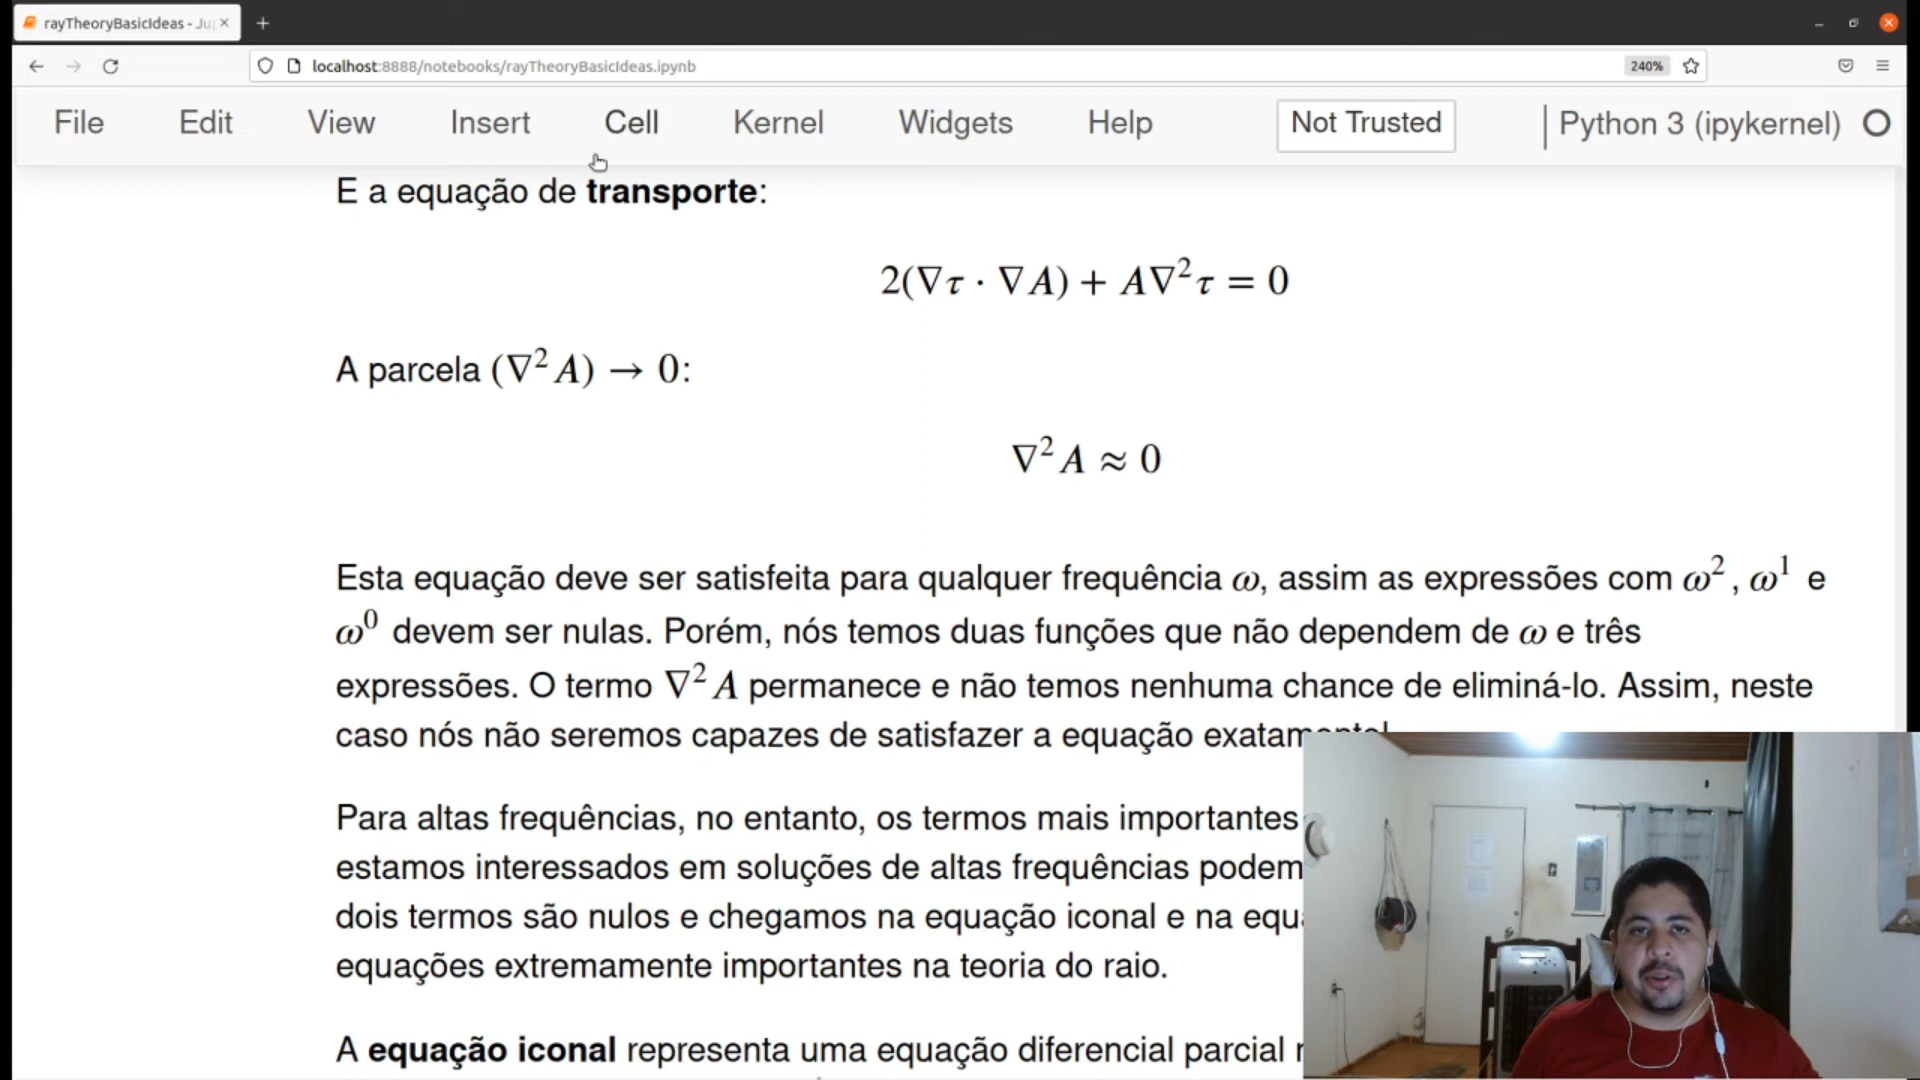 rayTheoryBasicIdeas - Ju
localhost:8888/notebooks/rayTheoryBasicIdeas.ipynb
240%
File Edit View Insert Cell Kernel Widgets Help Not Trusted Python 3 (ipykernel)
E a equação de transporte:
2(∇τ · ∇A) + A∇²τ = 0
A parcela (∇²A) → 0:
∇²A ≈ 0
Esta equação deve ser satisfeita para qualquer frequência ω, assim as expressões com ω², ω¹ e
ω⁰ devem ser nulas. Porém, nós temos duas funções que não dependem de ω e três
expressões. O termo ∇²A permanece e não temos nenhuma chance de eliminá-lo. Assim, neste
caso nós não seremos capazes de satisfazer a equação exatamente!
Para altas frequências, no entanto, os termos mais importantes
estamos interessados em soluções de altas frequências podem
dois termos são nulos e chegamos na equação iconal e na equ
equações extremamente importantes na teoria do raio.
A equação iconal representa uma equação diferencial parcial